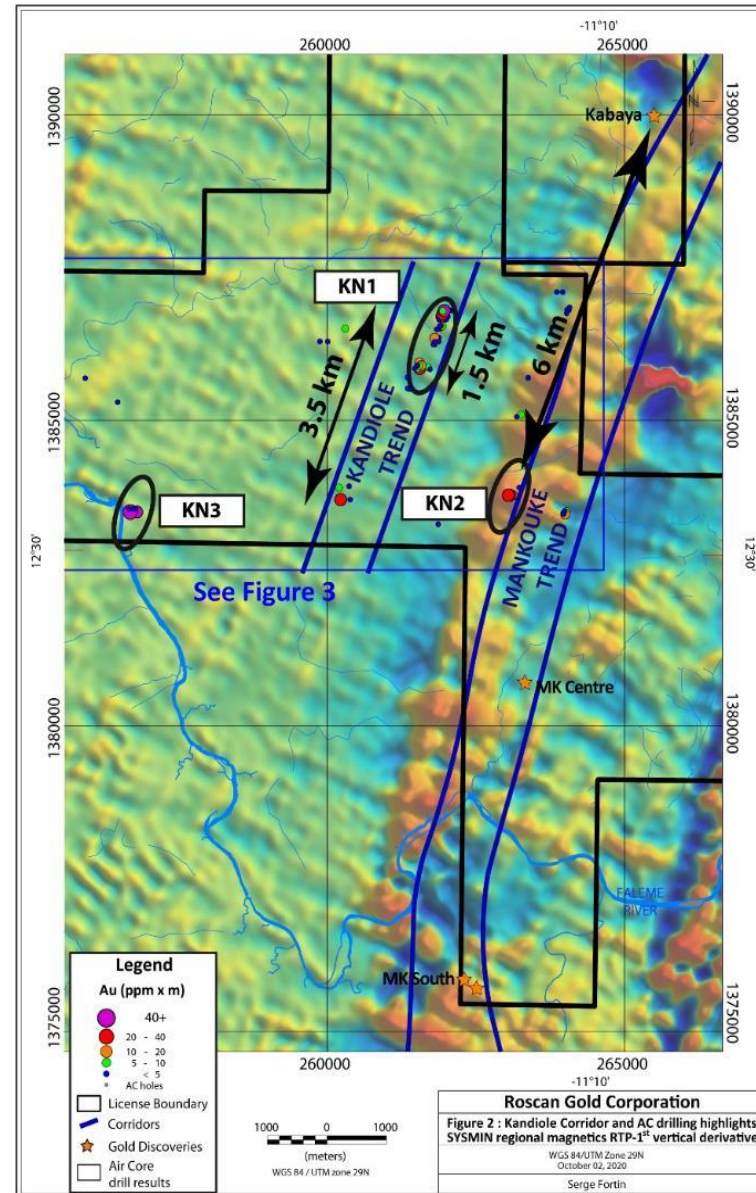 -11°10'
260000
265000
1390000
1390000
Kabaya
KN1
3.5 km
1.5 km
6 km
KANDIOLE
TREND
1385000
1385000
KN2
KN3
MANKOUKE
TREND
12°30'
12°30'
See Figure 3
MK Centre
1380000
1380000
FALEME
RIVER
MK South
1375000
1375000
260000
265000
-11°10'
Legend
Au (ppm x m)
40+
20 - 40
10 - 20
5 - 10
< 5
AC holes
License Boundary
Corridors
Gold Discoveries
Air Core
drill results
1000 0 1000
(meters)
WGS 84 / UTM zone 29N
Roscan Gold Corporation
Figure 2 : Kandiole Corridor and AC drilling highlights
SYSMIN regional magnetics RTP-1st vertical derivative
WGS 84/UTM Zone 29N
October 02, 2020
Serge Fortin